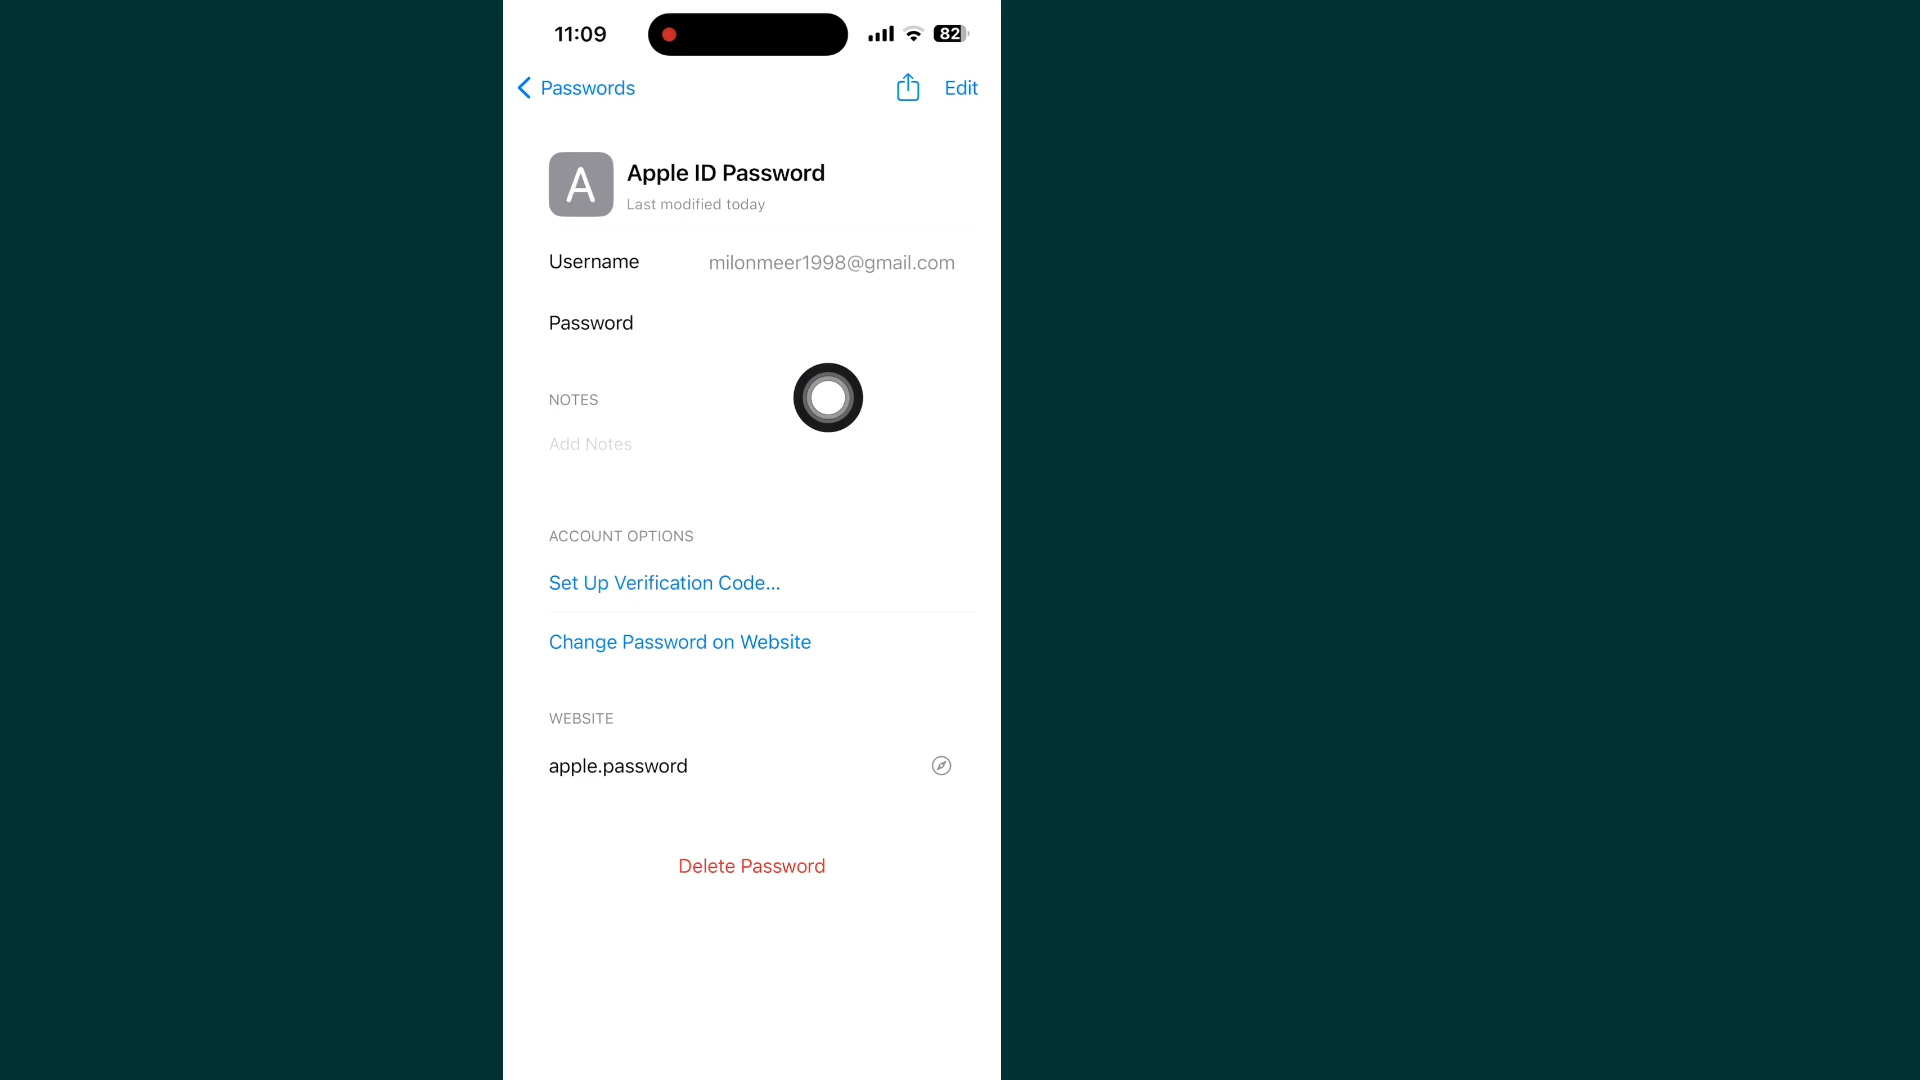 11:09
82
Passwords
Edit
A
Apple ID Password
Last modified today
Username milonmeer1998@gmail.com
Password
NOTES
Add Notes
ACCOUNT OPTIONS
Set Up Verification Code...
Change Password on Website
WEBSITE
apple.password
Delete Password